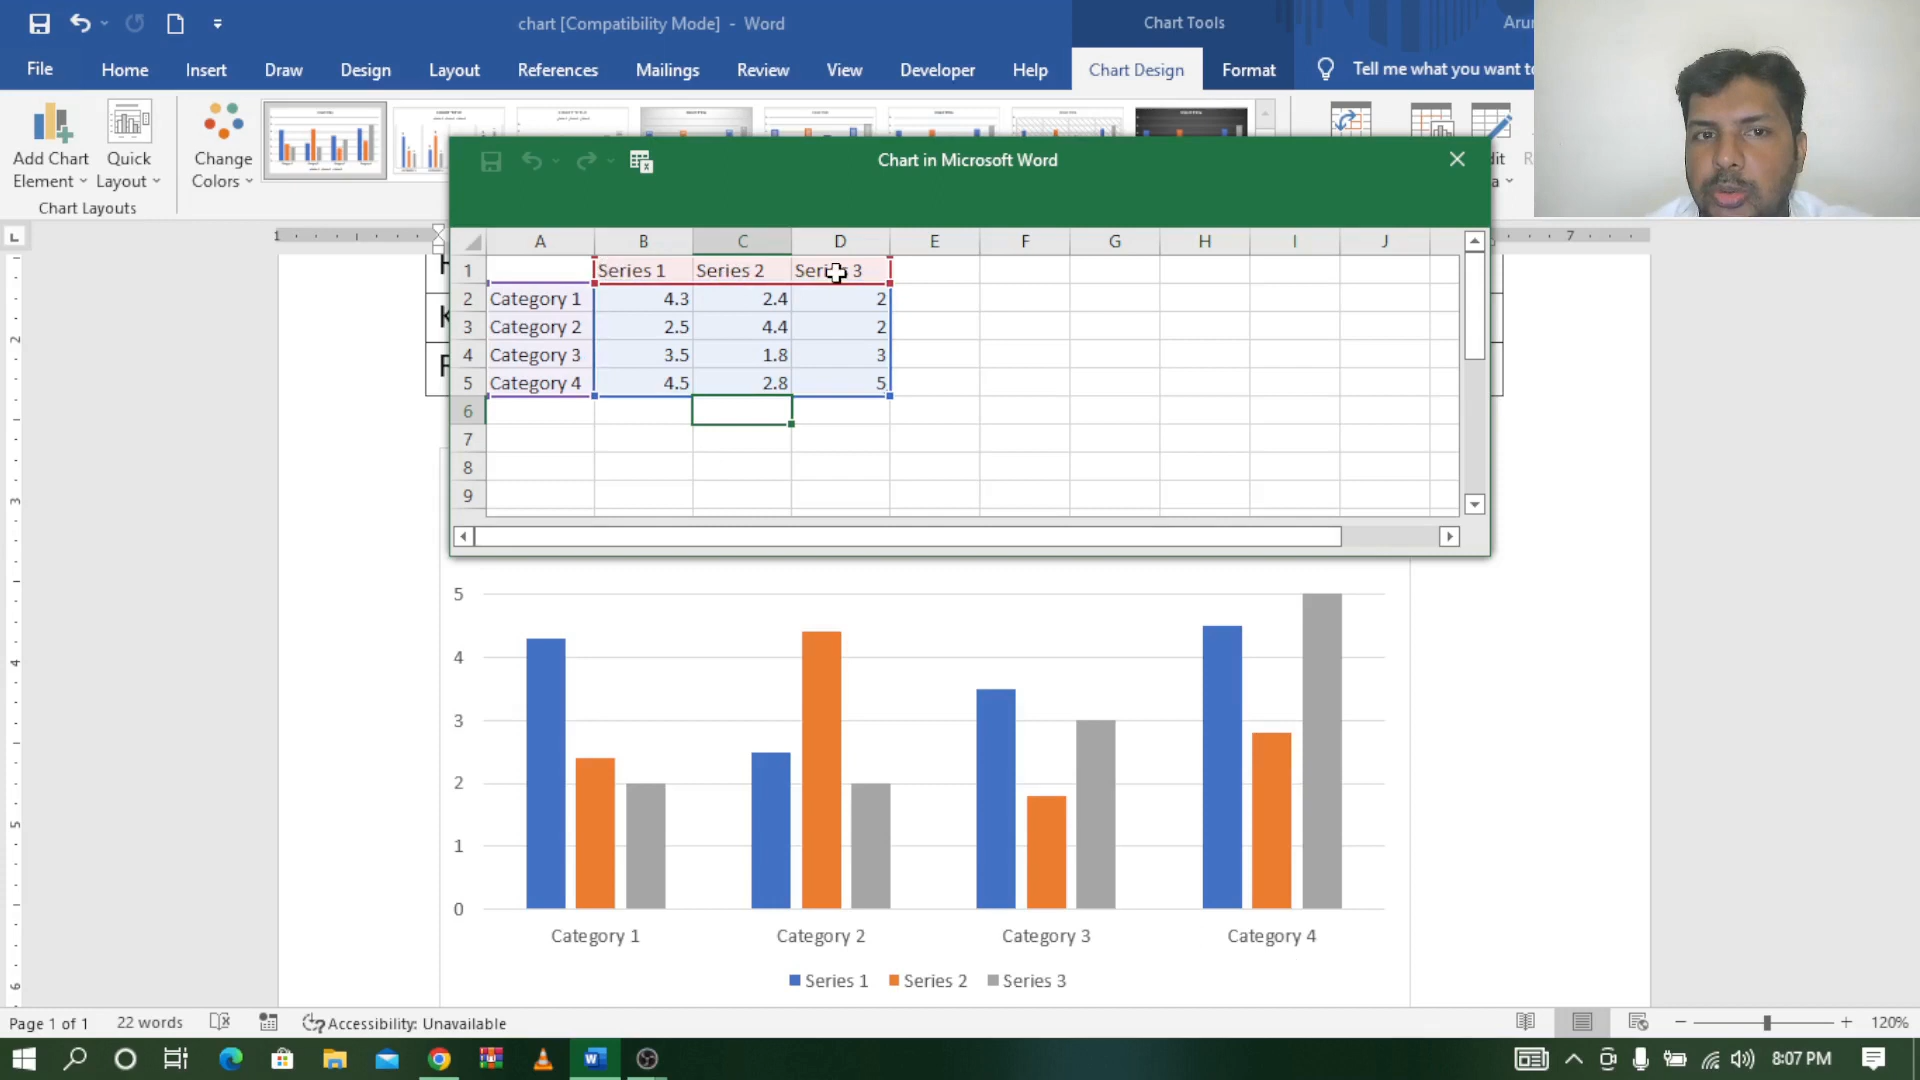 chart [Compatibility Mode] - Word
Chart Tools
Arun
File Home Insert Draw Design Layout References Mailings Review View Developer Help Chart Design Format Tell me what you want to
Add Chart Element
Quick Layout
Change Colors
Chart Layouts
Chart in Microsoft Word
A B C D E F G H I J
1 Series 1 Series 2 Series 3
2 Category 1 4.3 2.4 2
3 Category 2 2.5 4.4 2
4 Category 3 3.5 1.8 3
5 Category 4 4.5 2.8 5
6
7
8
9
5
4
3
2
1
0
Category 1 Category 2 Category 3 Category 4
Series 1 Series 2 Series 3
Page 1 of 1 22 words Accessibility: Unavailable 120%
8:07 PM